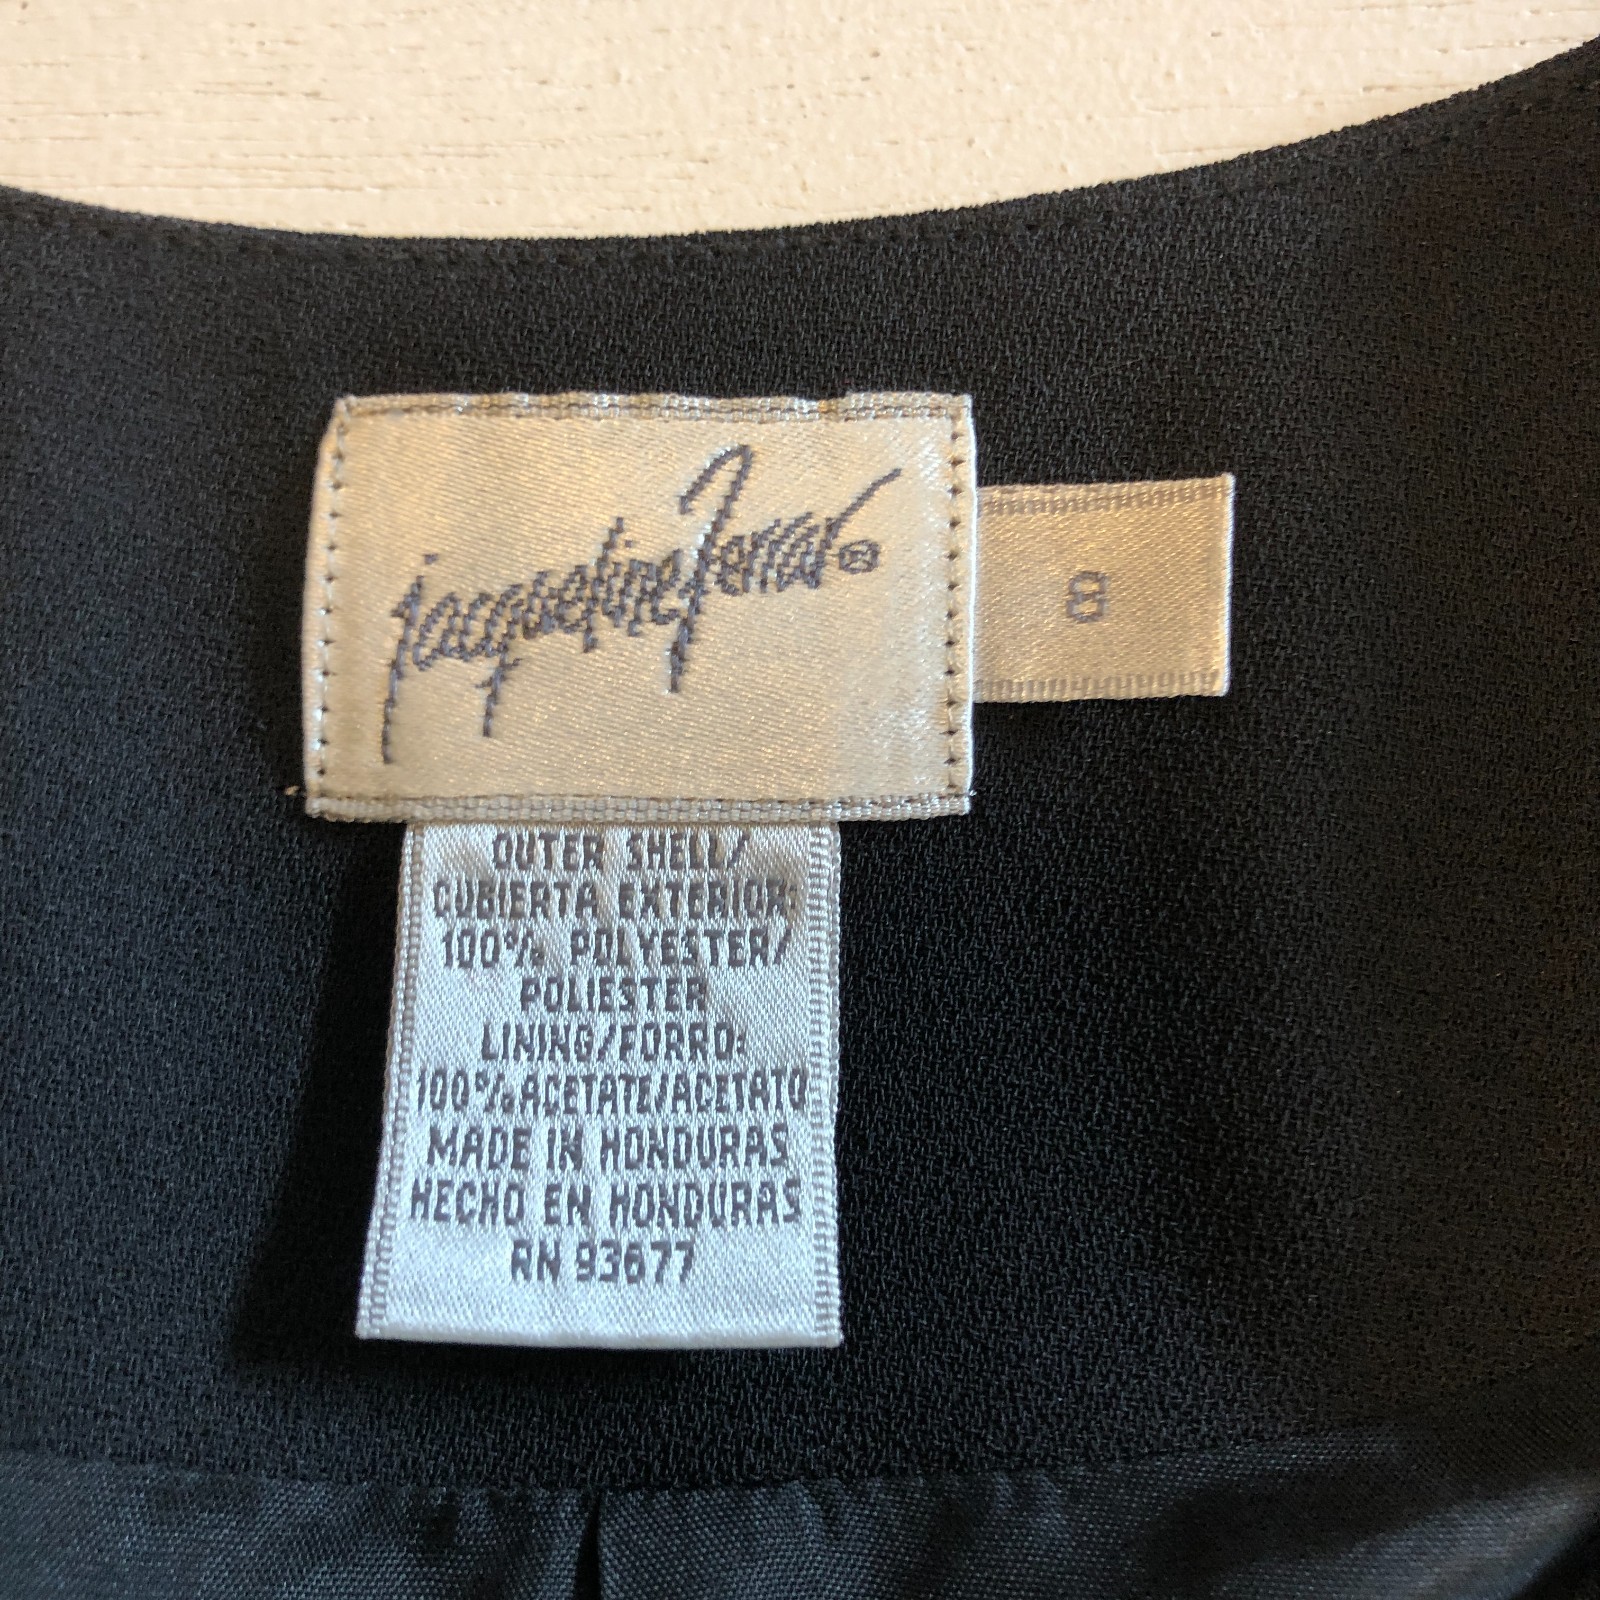 jacqueline Ferrar®
8
OUTER SHELL/
CUBIERTA EXTERIOR:
100% POLYESTER/
POLIESTER
LINING/FORRO:
100% ACETATE/ACETATO
MADE IN HONDURAS
HECHO EN HONDURAS
RN 93677